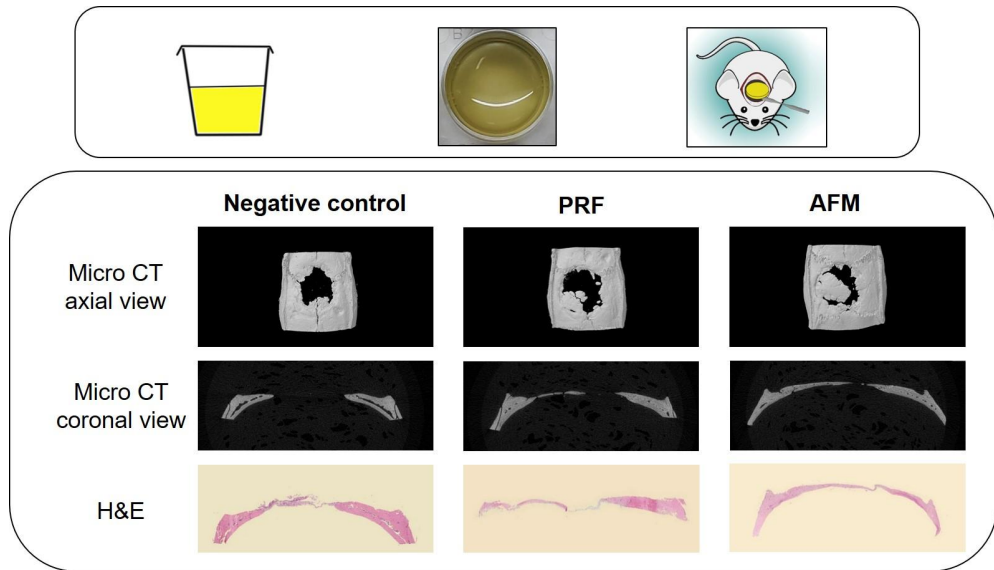 B
Negative control
PRF
AFM
Micro CT
axial view
Micro CT
coronal view
H&E